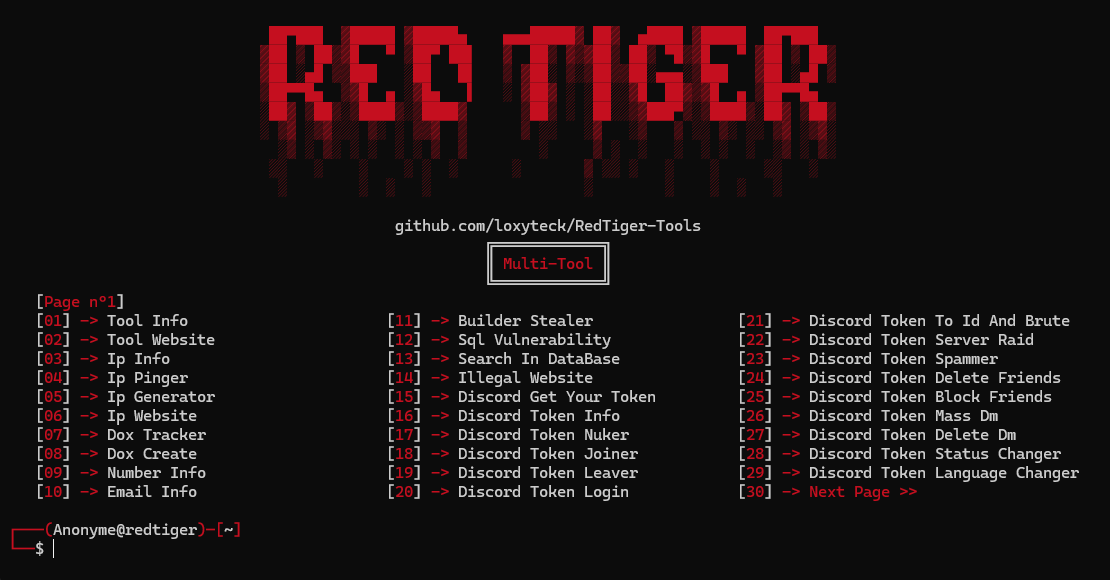 RED TIGER
github.com/loxyteck/RedTiger-Tools
Multi-Tool
[Page n°1]
[01] -> Tool Info [11] -> Builder Stealer [21] -> Discord Token To Id And Brute
[02] -> Tool Website [12] -> Sql Vulnerability [22] -> Discord Token Server Raid
[03] -> Ip Info [13] -> Search In DataBase [23] -> Discord Token Spammer
[04] -> Ip Pinger [14] -> Illegal Website [24] -> Discord Token Delete Friends
[05] -> Ip Generator [15] -> Discord Get Your Token [25] -> Discord Token Block Friends
[06] -> Ip Website [16] -> Discord Token Info [26] -> Discord Token Mass Dm
[07] -> Dox Tracker [17] -> Discord Token Nuker [27] -> Discord Token Delete Dm
[08] -> Dox Create [18] -> Discord Token Joiner [28] -> Discord Token Status Changer
[09] -> Number Info [19] -> Discord Token Leaver [29] -> Discord Token Language Changer
[10] -> Email Info [20] -> Discord Token Login [30] -> Next Page >>
┌───(Anonyme@redtiger)-[~]
└──$